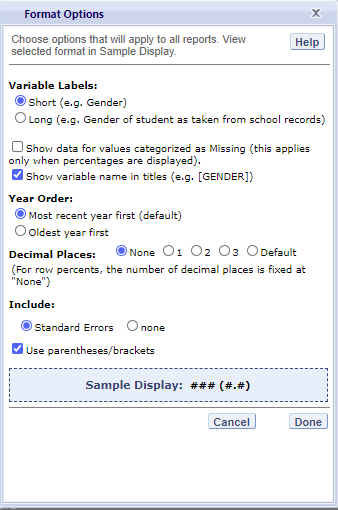 Format Options X
Choose options that will apply to all reports. View
selected format in Sample Display.
Help
Variable Labels:
Short (e.g. Gender)
Long (e.g. Gender of student as taken from school records)
Show data for values categorized as Missing (this applies
only when percentages are displayed).
Show variable name in titles (e.g. [GENDER])
Year Order:
Most recent year first (default)
Oldest year first
Decimal Places: None 1 2 3 Default
(For row percents, the number of decimal places is fixed at
"None")
Include:
Standard Errors none
Use parentheses/brackets
Sample Display: ### (#.#)
Cancel Done